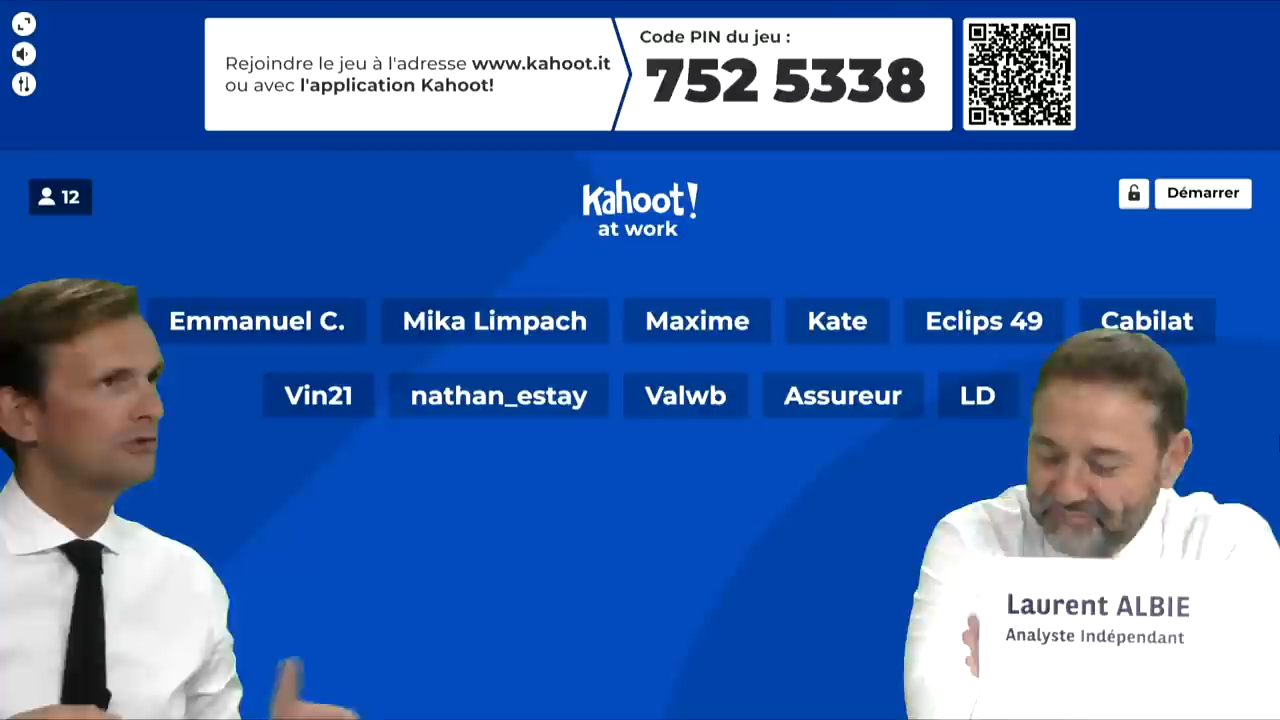 Rejoindre le jeu à l'adresse www.kahoot.it
ou avec l'application Kahoot!
Code PIN du jeu :
752 5338
12
Kahoot!
at work
Démarrer
Emmanuel C.
Mika Limpach
Maxime
Kate
Eclips 49
Cabilat
Vin21
nathan_estay
Valwb
Assureur
LD
Laurent ALBIE
Analyste Indépendant